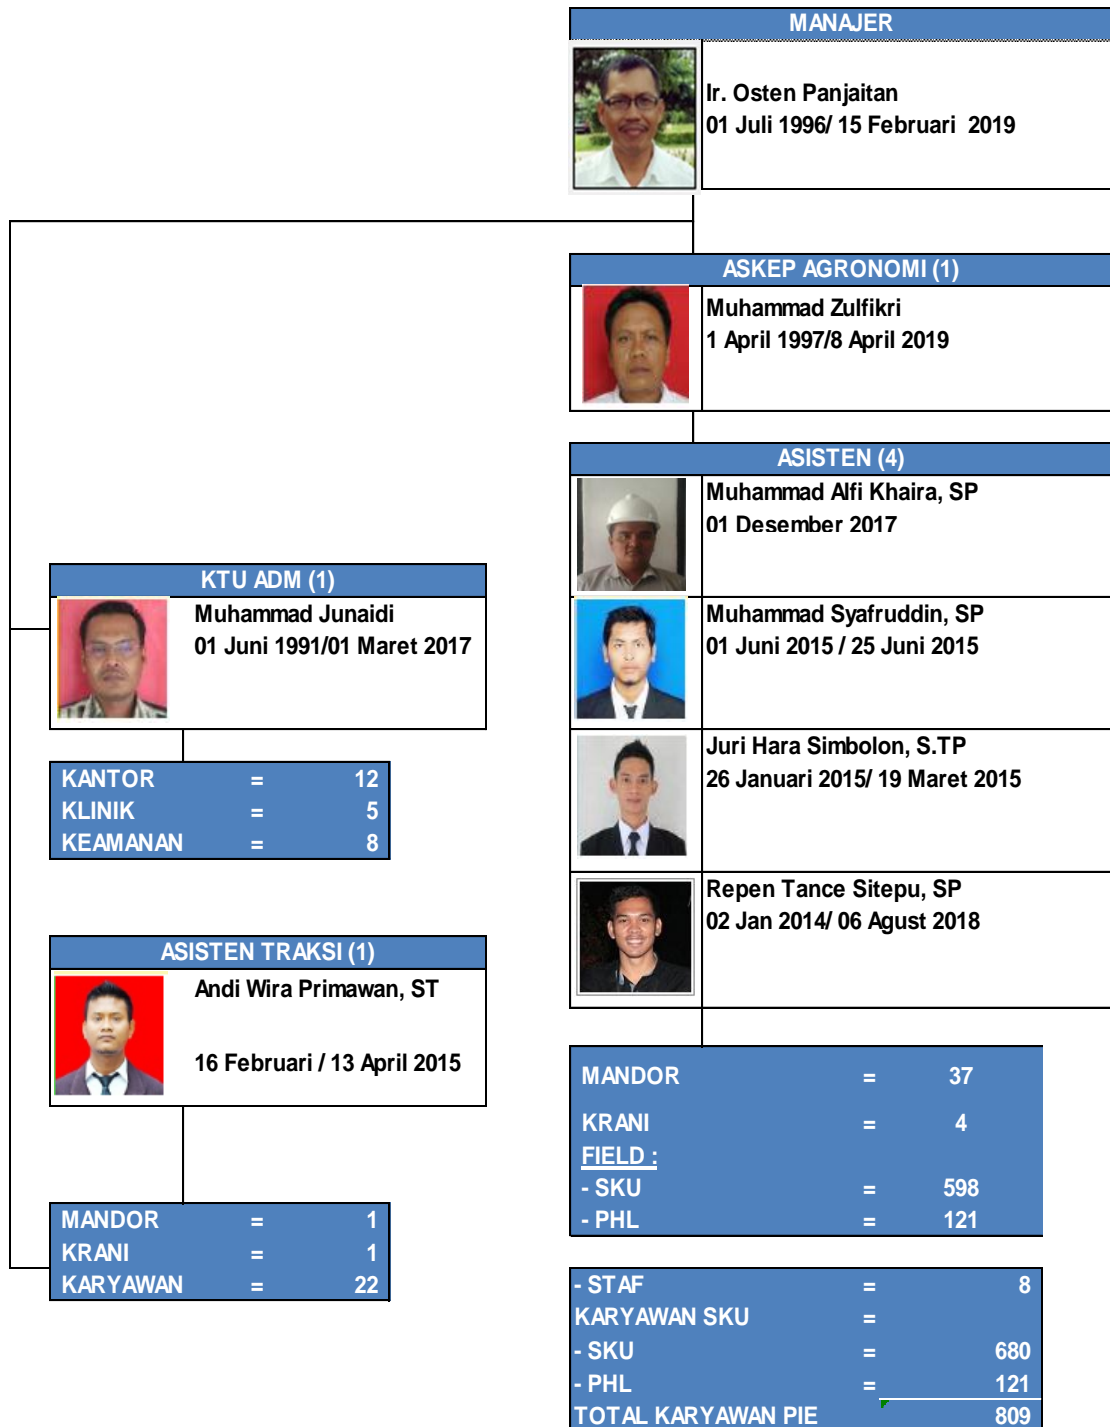 MANAJER
Ir. Osten Panjaitan
01 Juli 1996/ 15 Februari 2019
ASKEP AGRONOMI (1)
Muhammad Zulfikri
1 April 1997/8 April 2019
ASISTEN (4)
Muhammad Alfi Khaira, SP
01 Desember 2017
Muhammad Syafruddin, SP
01 Juni 2015 / 25 Juni 2015
Juri Hara Simbolon, S.TP
26 Januari 2015/ 19 Maret 2015
Repen Tance Sitepu, SP
02 Jan 2014/ 06 Agust 2018
MANDOR = 37
KRANI = 4
FIELD :
- SKU = 598
- PHL = 121
KTU ADM (1)
Muhammad Junaidi
01 Juni 1991/01 Maret 2017
KANTOR = 12
KLINIK = 5
KEAMANAN = 8
ASISTEN TRAKSI (1)
Andi Wira Primawan, ST
16 Februari / 13 April 2015
MANDOR = 1
KRANI = 1
KARYAWAN = 22
- STAF = 8
KARYAWAN SKU =
- SKU = 680
- PHL = 121
TOTAL KARYAWAN PIE 809